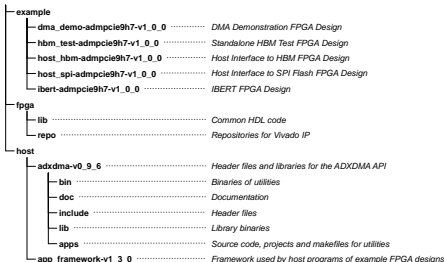 example
dma_demo-admpcie9h7-v1_0_0 DMA Demonstration FPGA Design
hbm_test-admpcie9h7-v1_0_0 Standalone HBM Test FPGA Design
host_hbm-admpcie9h7-v1_0_0 Host Interface to HBM FPGA Design
host_spi-admpcie9h7-v1_0_0 Host Interface to SPI Flash FPGA Design
ibert-admpcie9h7-v1_0_0 IBERT FPGA Design
fpga
lib Common HDL code
repo Repositories for Vivado IP
host
adxdma-v0_9_6 Header files and libraries for the ADXDMA API
bin Binaries of utilities
doc Documentation
include Header files
lib Library binaries
apps Source code, projects and makefiles for utilities
app_framework-v1_3_0 Framework used by host programs of example FPGA designs